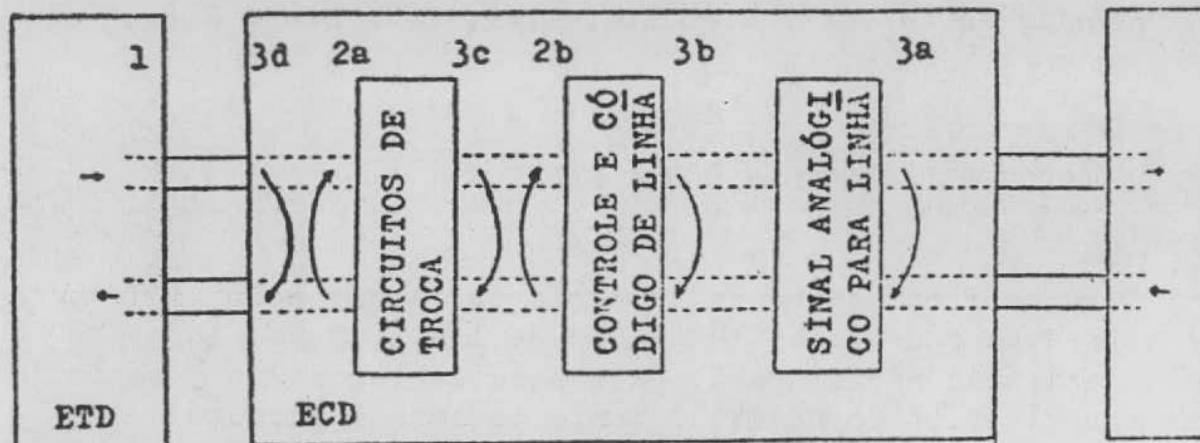 1 3d 2a 3c 2b 3b 3a
CIRCUITOS DE
TROCA
CONTROLE E CÓ
DIGO DE LINHA
SINAL ANALÓGI
CO PARA LINHA
ETD ECD